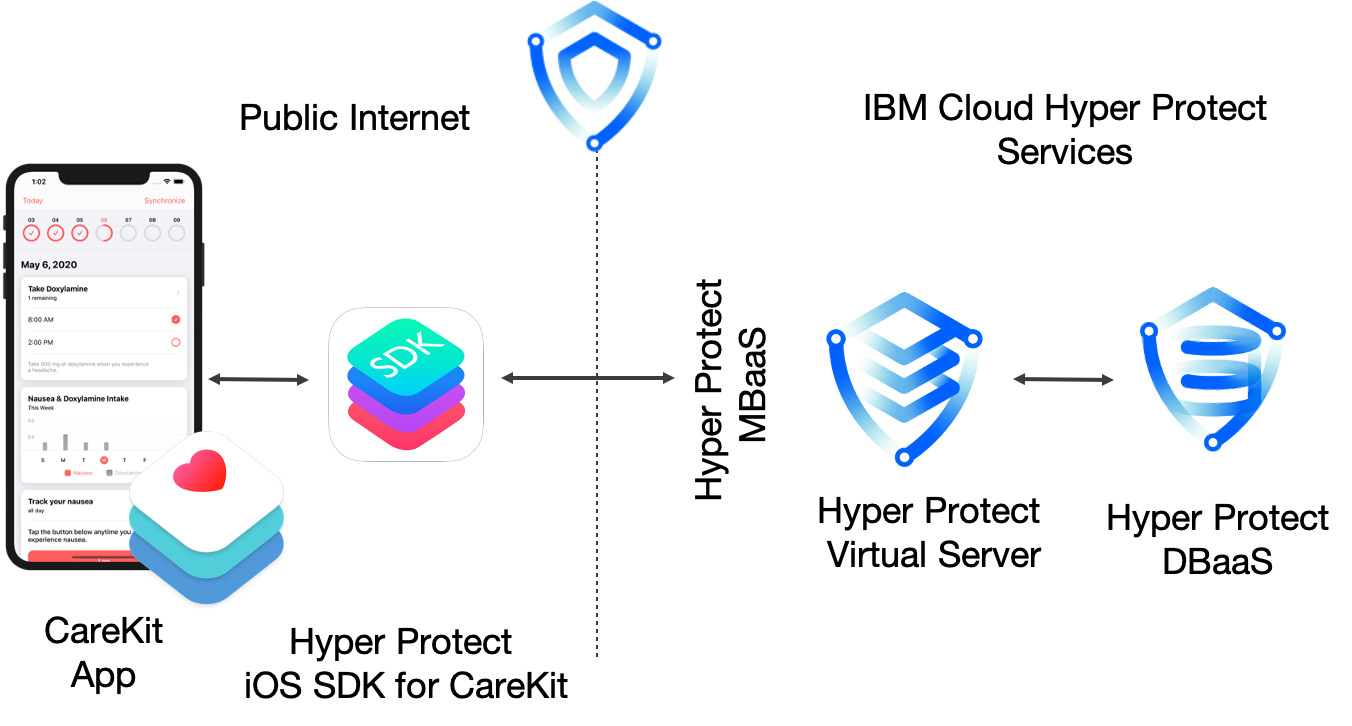 Public Internet
IBM Cloud Hyper Protect
Services
1:02
Today
Synchronize
03 04 05 06 07 08 09
May 6, 2020
Take Doxylamine
1 remaining
8:00 AM
2:00 PM
Take 500 mg of doxylamine when you experience
a headache.
Nausea & Doxylamine Intake
This Week
4.0
2.0
S M T W T F
Nausea Doxylamine
Track your nausea
all day
Tap the button below anytime you
experience nausea.
SDK
Hyper Protect
MBaaS
Hyper Protect
Virtual Server
Hyper Protect
DBaaS
CareKit
App
Hyper Protect
iOS SDK for CareKit